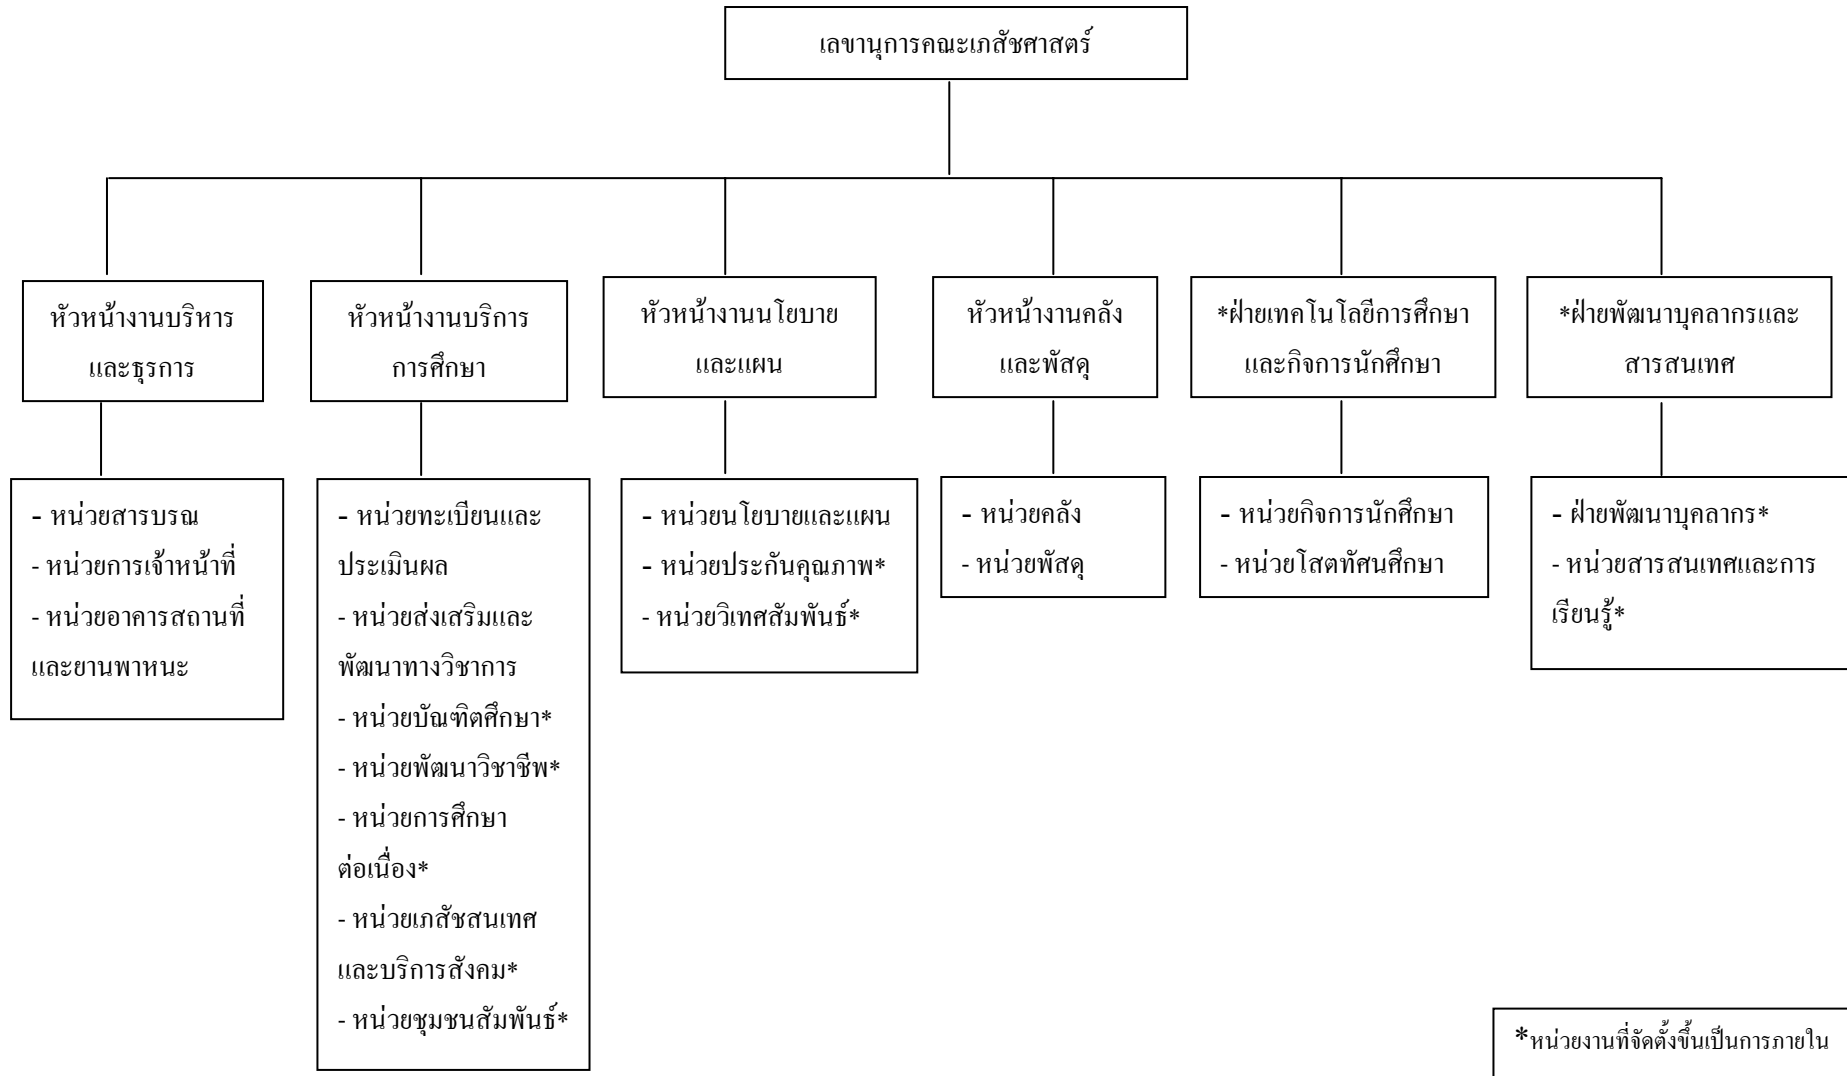 เลขานุการคณะเภสัชศาสตร์
หัวหน้างานบริหาร
และธุรการ
หัวหน้างานบริการ
การศึกษา
หัวหน้างานนโยบาย
และแผน
หัวหน้างานคลัง
และพัสดุ
*ฝ่ายเทคโนโลยีการศึกษา
และกิจการนักศึกษา
*ฝ่ายพัฒนาบุคลากรและ
สารสนเทศ
- หน่วยสารบรณ
- หน่วยการเจ้าหน้าที่
- หน่วยอาคารสถานที่
และยานพาหนะ
- หน่วยทะเบียนและ
ประเมินผล
- หน่วยส่งเสริมและ
พัฒนาทางวิชาการ
- หน่วยบัณฑิตศึกษา*
- หน่วยพัฒนาวิชาชีพ*
- หน่วยการศึกษา
ต่อเนื่อง*
- หน่วยเภสัชสนเทศ
และบริการสังคม*
- หน่วยชุมชนสัมพันธ์*
- หน่วยนโยบายและแผน
- หน่วยประกันคุณภาพ*
- หน่วยวิเทศสัมพันธ์*
- หน่วยคลัง
- หน่วยพัสดุ
- หน่วยกิจการนักศึกษา
- หน่วยโสตทัศนศึกษา
- ฝ่ายพัฒนาบุคลากร*
- หน่วยสารสนเทศและการ
เรียนรู้*
*หน่วยงานที่จัดตั้งขึ้นเป็นการภายใน